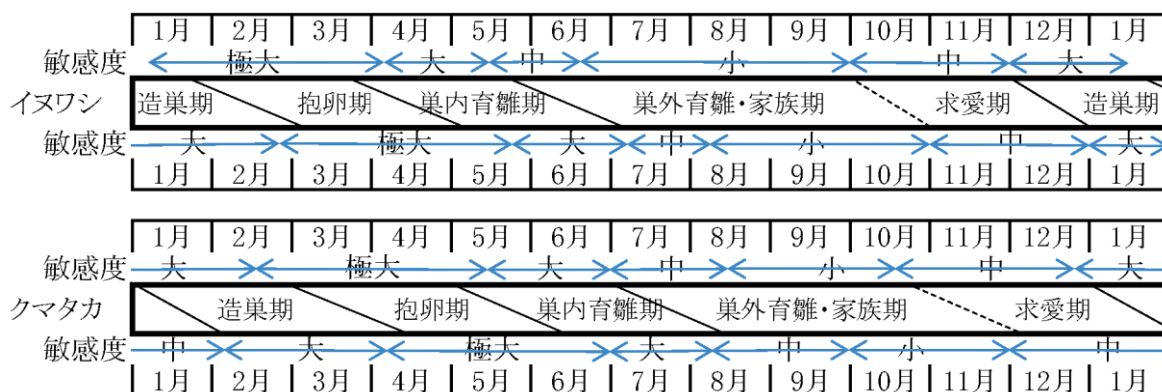 1月 2月 3月 4月 5月 6月 7月 8月 9月 10月 11月 12月 1月
敏感度 極大 大 中 小 中 大
イヌワシ 造巣期 抱卵期 巣内育雛期 巣外育雛・家族期 求愛期 造巣期
敏感度 大 極大 大 中 小 中 大
1月 2月 3月 4月 5月 6月 7月 8月 9月 10月 11月 12月 1月
1月 2月 3月 4月 5月 6月 7月 8月 9月 10月 11月 12月 1月
敏感度 大 極大 大 中 小 中 大
クマタカ 造巣期 抱卵期 巣内育雛期 巣外育雛・家族期 求愛期
敏感度 中 大 極大 大 中 小 中
1月 2月 3月 4月 5月 6月 7月 8月 9月 10月 11月 12月 1月